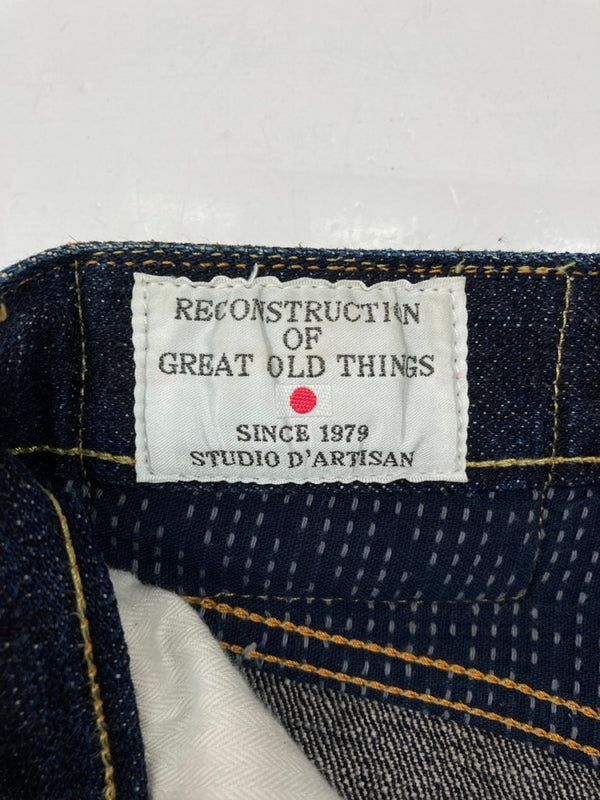 RECONSTRUCTION
OF
GREAT OLD THINGS
SINCE 1979
STUDIO D'ARTISAN